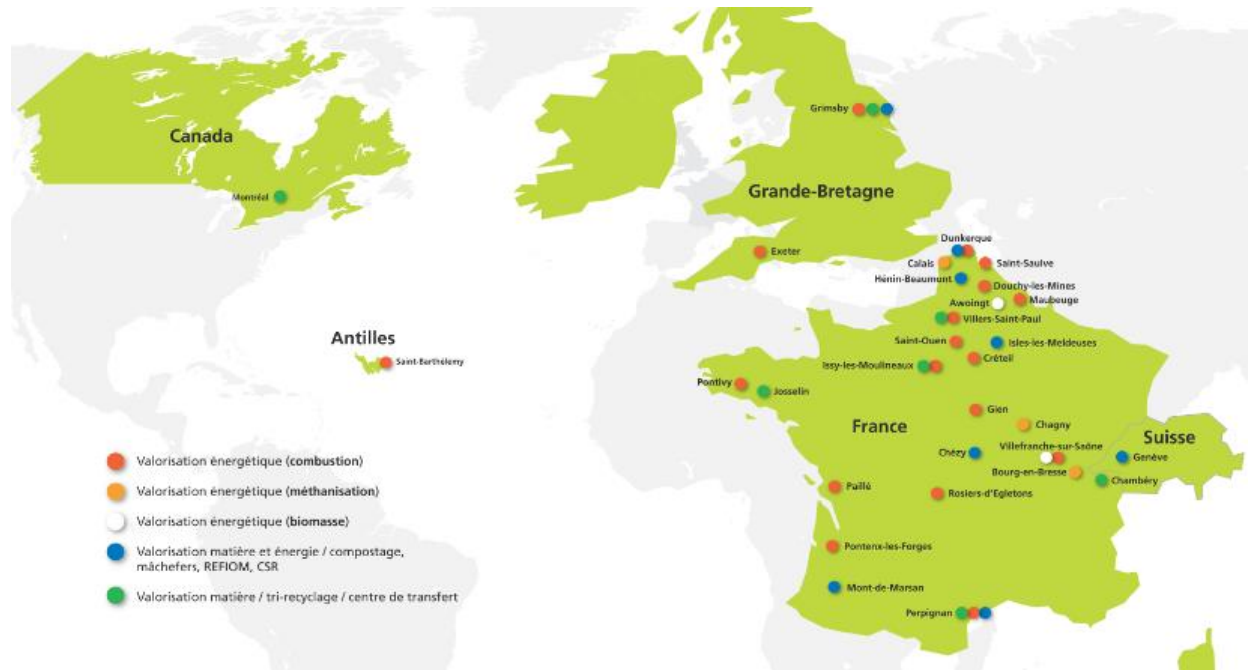 Canada
Montréal
Grimsby
Grande-Bretagne
Exeter
Dunkerque
Calais
Saint-Saulve
Hénin-Beaumont
Douchy-les-Mines
Maubeuge
Awoingt
Villers-Saint-Paul
Antilles
Saint-Barthélemy
Saint-Ouen
Isles-les-Meldeuses
Créteil
Issy-les-Moulineaux
Pontivy
Josselin
Gien
Chagny
France
Suisse
Villefranche-sur-Saône
Chézy
Genève
Bourg-en-Bresse
Chambéry
Paillé
Rosiers-d'Egletons
Pontenx-les-Forges
Mont-de-Marsan
Perpignan
Valorisation énergétique (combustion)
Valorisation énergétique (méthanisation)
Valorisation énergétique (biomasse)
Valorisation matière et énergie / compostage,
mâchefers, REFIOM, CSR
Valorisation matière / tri-recyclage / centre de transfert